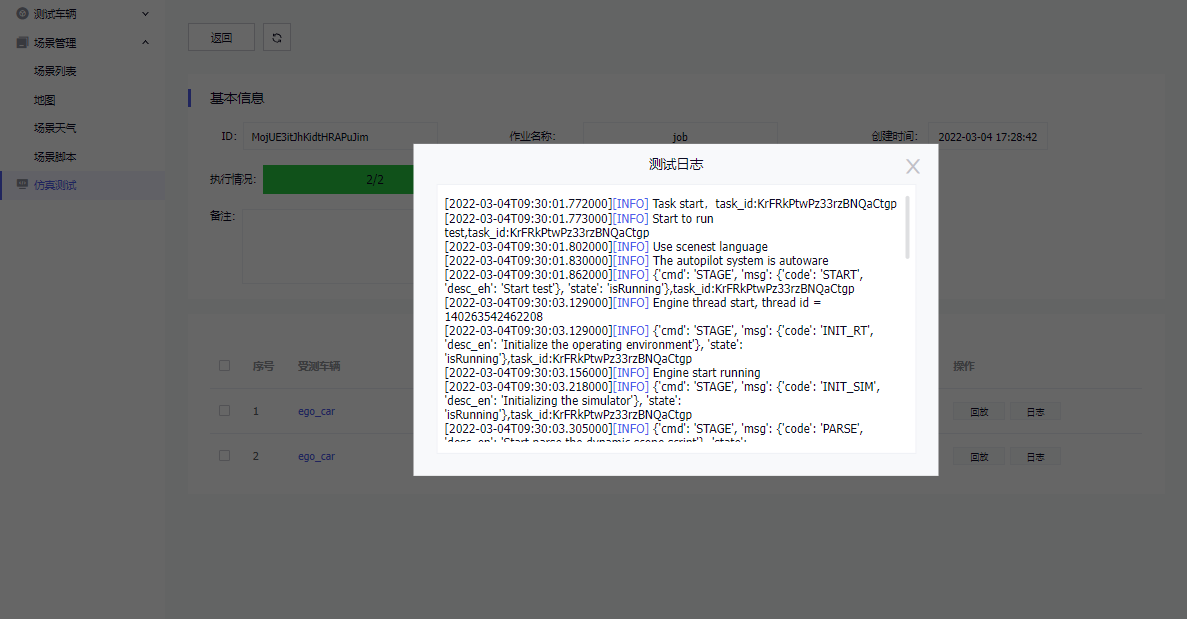 测试车辆
场景管理
场景列表
地图
场景天气
场景脚本
仿真测试
返回
基本信息
ID: MojUE3itJhKidtHRAPuJim 作业名称: job 创建时间: 2022-03-04 17:28:42
执行情况: 2/2
备注:
测试日志
[2022-03-04T09:30:01.772000][INFO] Task start, task_id:KrFRkPtwPz33rzBNQaCtgp
[2022-03-04T09:30:01.773000][INFO] Start to run
test,task_id:KrFRkPtwPz33rzBNQaCtgp
[2022-03-04T09:30:01.802000][INFO] Use scenest language
[2022-03-04T09:30:01.830000][INFO] The autopilot system is autoware
[2022-03-04T09:30:01.862000][INFO] {'cmd': 'STAGE', 'msg': {'code': 'START',
'desc_eh': 'Start test'}, 'state': 'isRunning'},task_id:KrFRkPtwPz33rzBNQaCtgp
[2022-03-04T09:30:03.129000][INFO] Engine thread start, thread id =
140263542462208
[2022-03-04T09:30:03.129000][INFO] {'cmd': 'STAGE', 'msg': {'code': 'INIT_RT',
'desc_en': 'Initialize the operating environment'}, 'state':
'isRunning'},task_id:KrFRkPtwPz33rzBNQaCtgp
[2022-03-04T09:30:03.156000][INFO] Engine start running
[2022-03-04T09:30:03.218000][INFO] {'cmd': 'STAGE', 'msg': {'code': 'INIT_SIM',
'desc_en': 'Initializing the simulator'}, 'state':
'isRunning'},task_id:KrFRkPtwPz33rzBNQaCtgp
[2022-03-04T09:30:03.305000][INFO] {'cmd': 'STAGE', 'msg': {'code': 'PARSE',
'desc_en': 'Start parse the dynamic scene script'}, 'state':
序号 受测车辆 操作
1 ego_car 回放 日志
2 ego_car 回放 日志